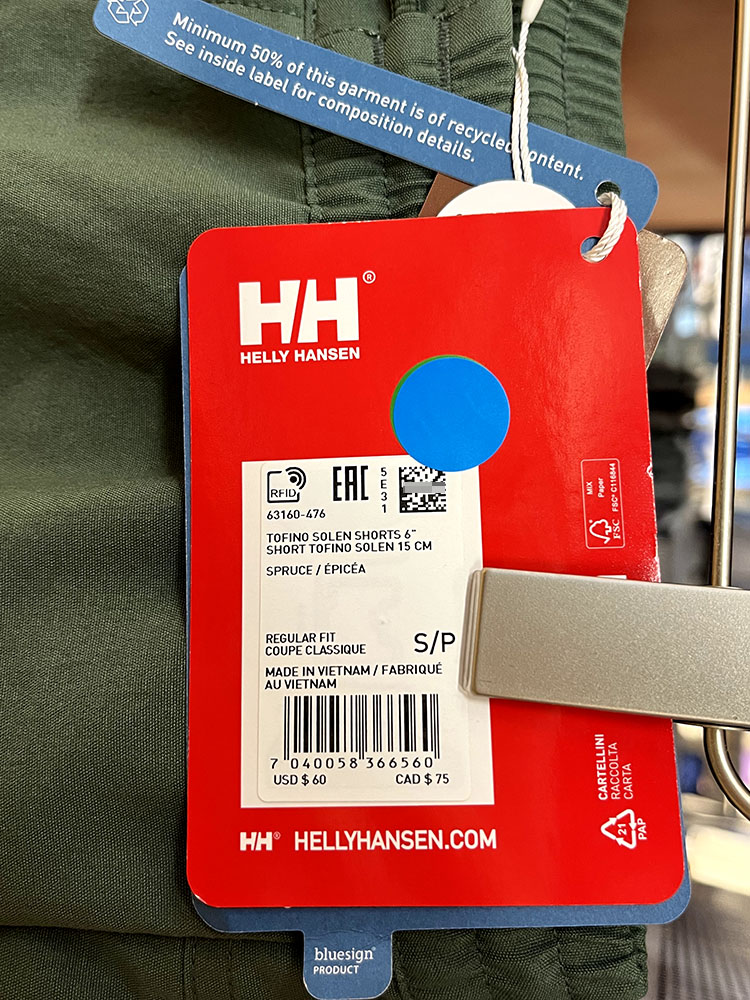 Minimum 50% of this garment is of recycled content.
See inside label for composition details.
HH®
HELLY HANSEN
RFID
EAC
5E31
63160-476
TOFINO SOLEN SHORTS 6"
SHORT TOFINO SOLEN 15 CM
SPRUCE / ÉPICÉA
REGULAR FIT
COUPE CLASSIQUE
S/P
MADE IN VIETNAM / FABRIQUÉ
AU VIETNAM
7 040058 366560
USD $ 60
CAD $ 75
HH® HELLYHANSEN.COM
MIX
Paper
FSC® C116844
FSC
CARTELLINI
RACCOLTA
CARTA
21
PAP
bluesign®
PRODUCT